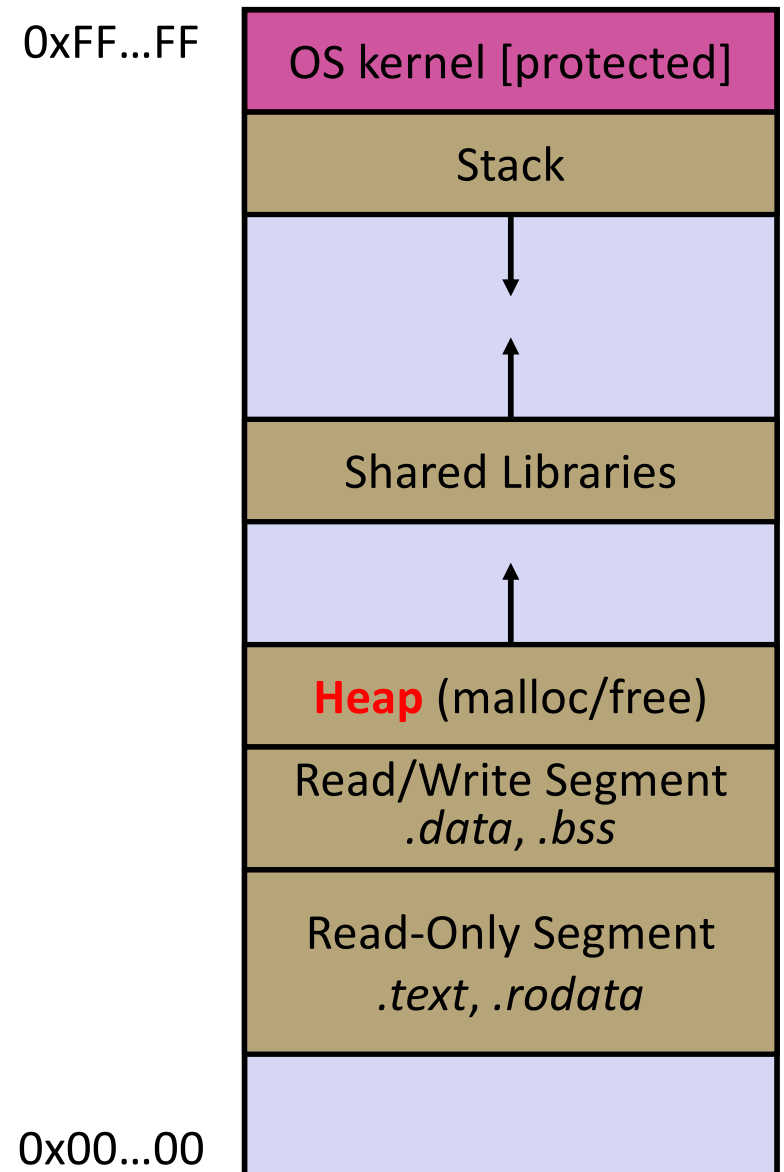 0xFF…FF
OS kernel [protected]
Stack
Shared Libraries
Heap (malloc/free)
Read/Write Segment
.data, .bss
Read-Only Segment
.text, .rodata
0x00…00